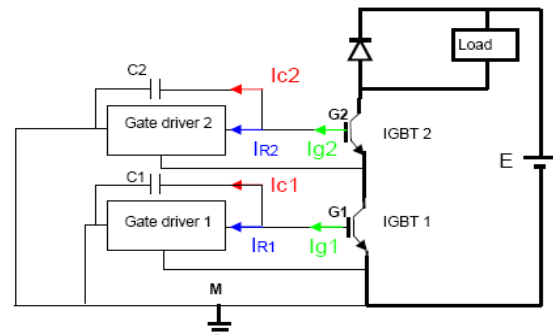 Load
C2
Ic2
Gate driver 2
G2
IGBT 2
IR2
Ig2
E
C1
Ic1
Gate driver 1
G1
IGBT 1
IR1
Ig1
M